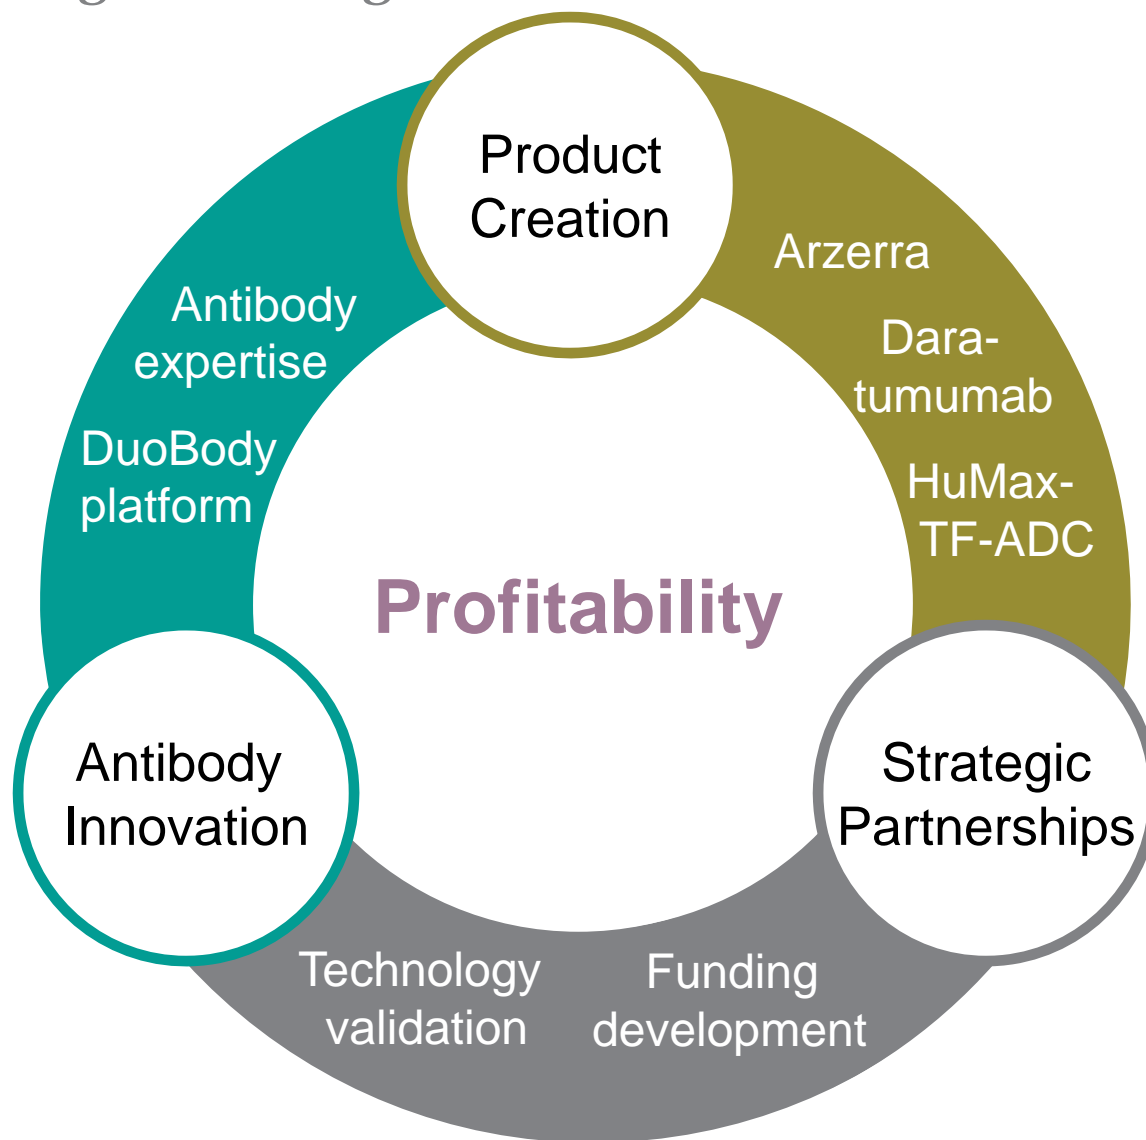 Product
Creation
Arzerra
Dara-
tumumab
HuMax-
TF-ADC
Antibody
expertise
DuoBody
platform
Profitability
Antibody
Innovation
Strategic
Partnerships
Technology
validation
Funding
development